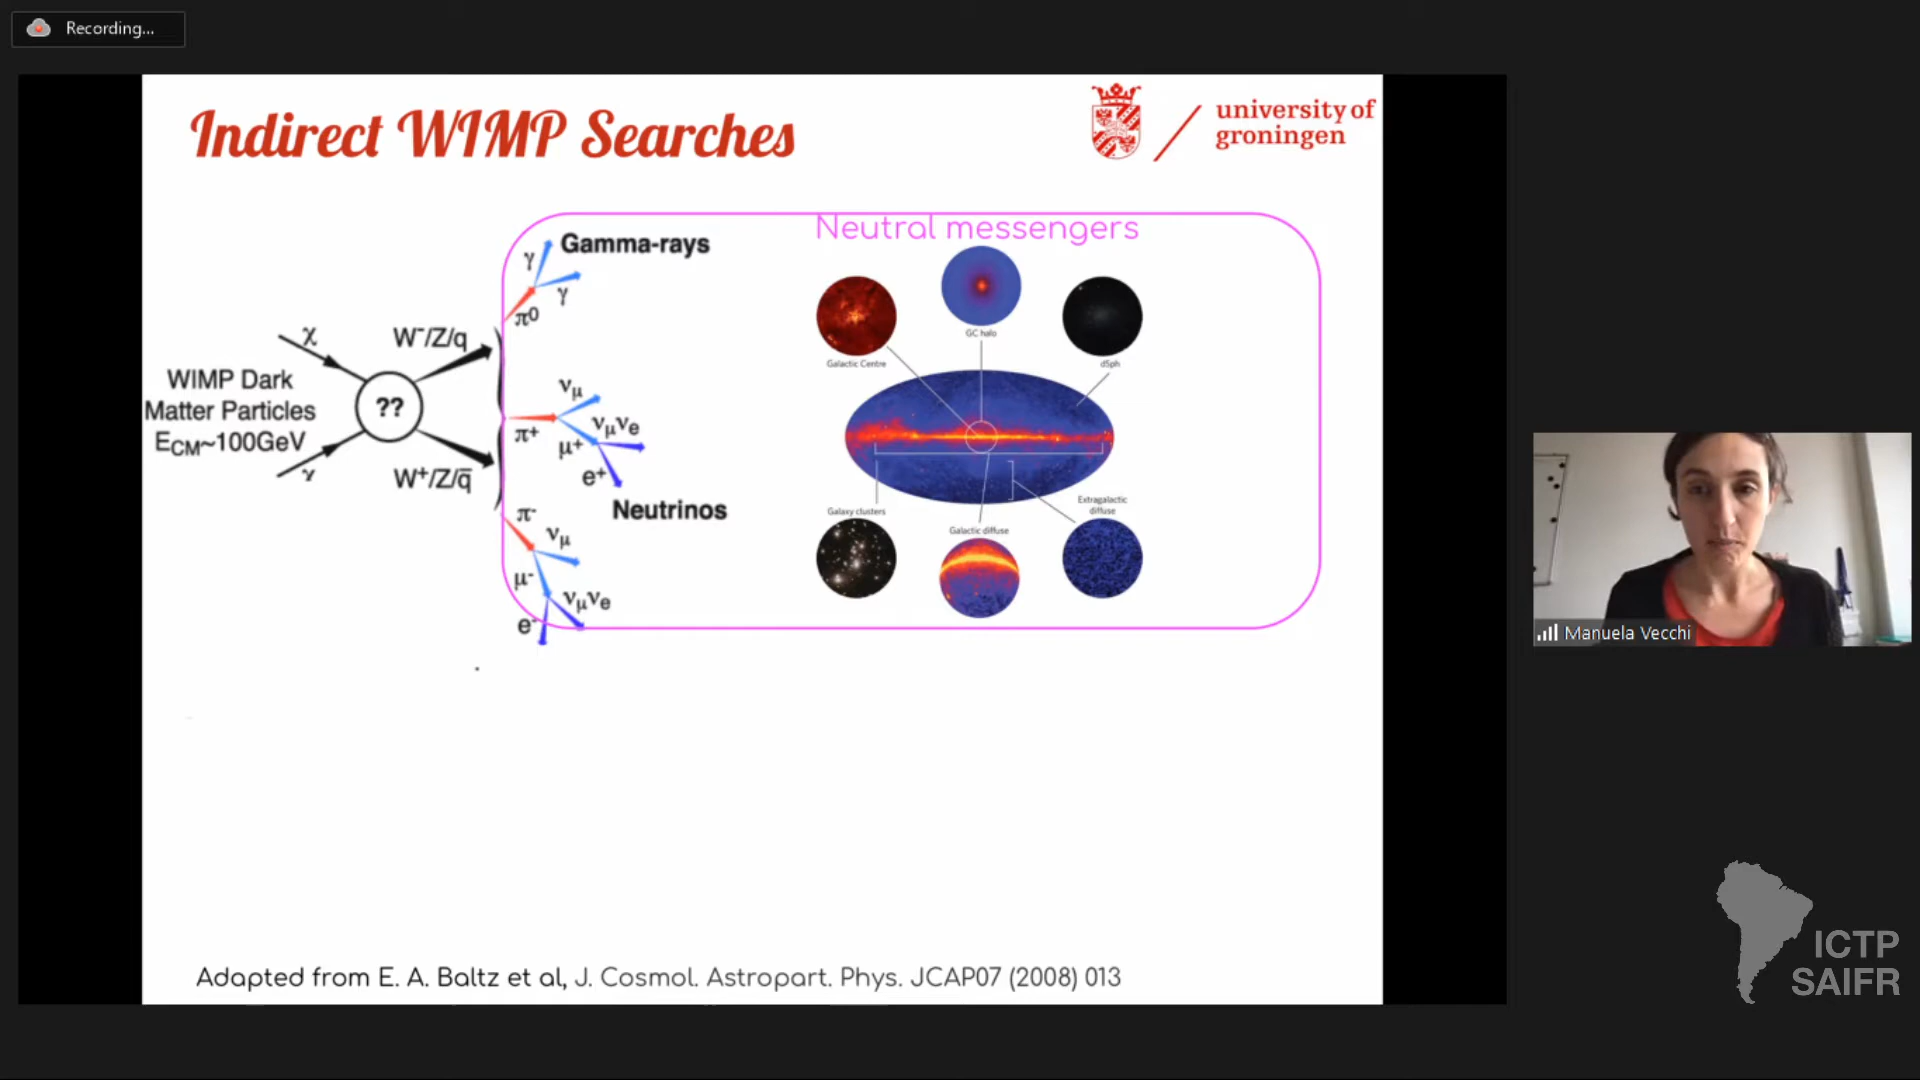 Recording...
Indirect WIMP Searches
university of
groningen
Neutral messengers
Gamma-rays
γ
γ
π0
χ
W-/Z/q
WIMP Dark
Matter Particles
ECM~100GeV
??
χ
W+/Z/q̅
π+
νμ
νμνe
μ+
e+
Neutrinos
π-
νμ
μ-
νμνe
e-
GC halo
Galactic Centre
dSph
Galaxy clusters
Galactic diffuse
Extragalactic
diffuse
Manuela Vecchi
Adapted from E. A. Baltz et al, J. Cosmol. Astropart. Phys. JCAP07 (2008) 013
ICTP
SAIFR